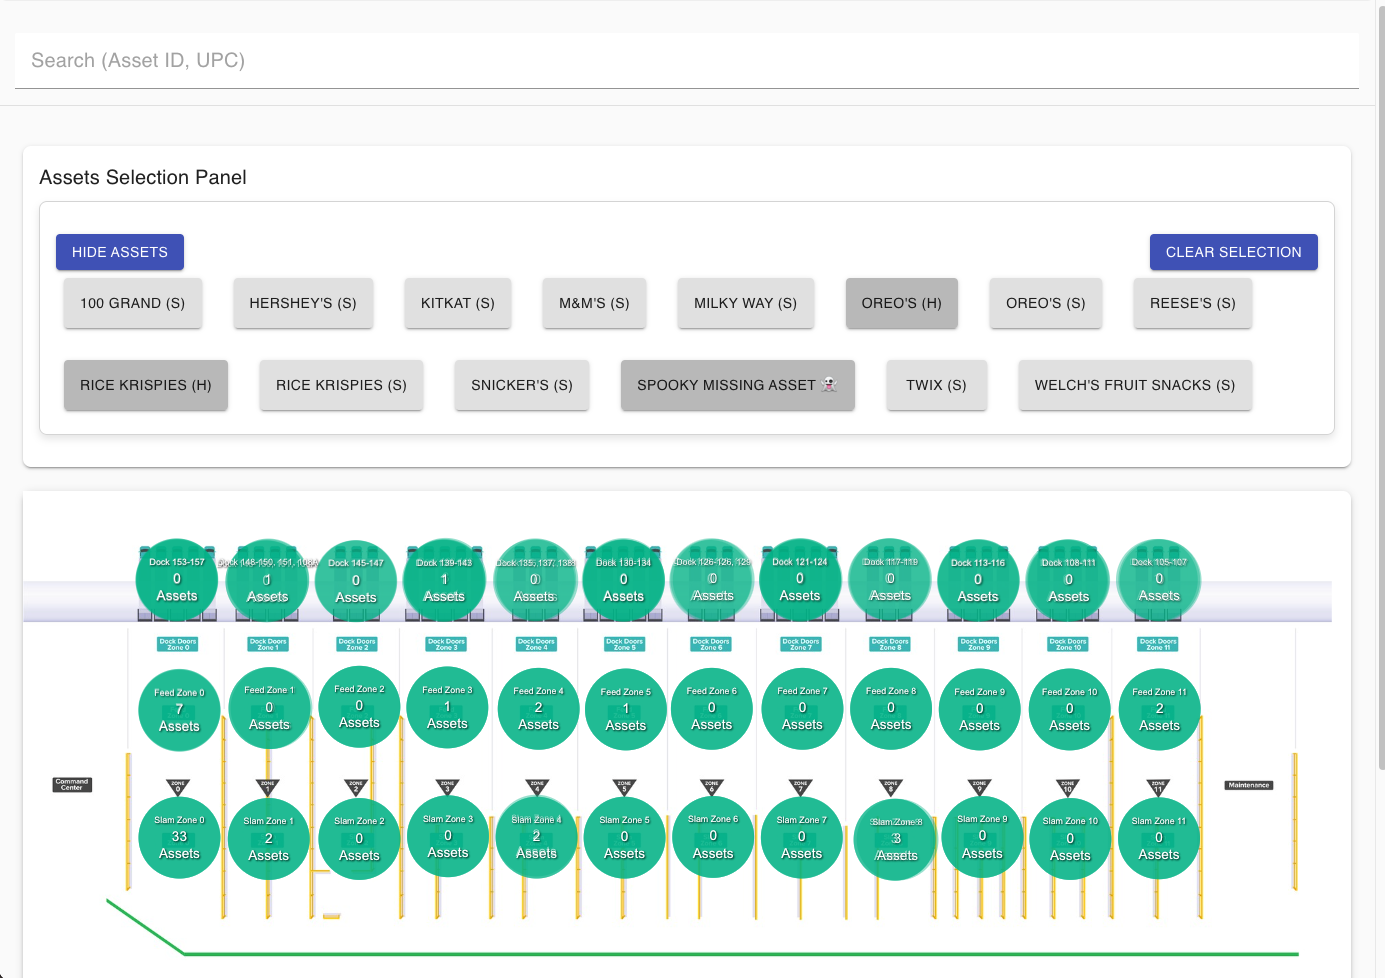 Search (Asset ID, UPC)
Assets Selection Panel
HIDE ASSETS
CLEAR SELECTION
100 GRAND (S)
HERSHEY'S (S)
KITKAT (S)
M&M'S (S)
MILKY WAY (S)
OREO'S (H)
OREO'S (S)
REESE'S (S)
RICE KRISPIES (H)
RICE KRISPIES (S)
SNICKER'S (S)
SPOOKY MISSING ASSET 👻
TWIX (S)
WELCH'S FRUIT SNACKS (S)
Dock 153-157
0
Assets
1
Assets
Dock 145-147
0
Assets
Dock 139-143
1
Assets
0
Assets
Dock 130-134
0
Assets
0
Assets
Dock 121-124
0
Assets
Dock 117-119
0
Assets
Dock 113-116
0
Assets
Dock 108-111
0
Assets
Dock 105-107
0
Assets
Dock Doors
Zone 0
Dock Doors
Zone 1
Dock Doors
Zone 2
Dock Doors
Zone 3
Dock Doors
Zone 4
Dock Doors
Zone 5
Dock Doors
Zone 6
Dock Doors
Zone 7
Dock Doors
Zone 8
Dock Doors
Zone 9
Dock Doors
Zone 10
Dock Doors
Zone 11
Feed Zone 0
7
Assets
Feed Zone 1
0
Assets
Feed Zone 2
0
Assets
Feed Zone 3
1
Assets
Feed Zone 4
2
Assets
Feed Zone 5
1
Assets
Feed Zone 6
0
Assets
Feed Zone 7
0
Assets
Feed Zone 8
0
Assets
Feed Zone 9
0
Assets
Feed Zone 10
0
Assets
Feed Zone 11
2
Assets
Command
Center
ZONE
0
ZONE
1
ZONE
2
ZONE
3
ZONE
4
ZONE
5
ZONE
6
ZONE
7
ZONE
8
ZONE
9
ZONE
10
ZONE
11
Maintenance
Slam Zone 0
33
Assets
Slam Zone 1
2
Assets
Slam Zone 2
0
Assets
Slam Zone 3
0
Assets
Slam Zone 4
2
Assets
Slam Zone 5
0
Assets
Slam Zone 6
0
Assets
Slam Zone 7
0
Assets
Slam Zone 8
3
Assets
Slam Zone 9
0
Assets
Slam Zone 10
0
Assets
Slam Zone 11
0
Assets